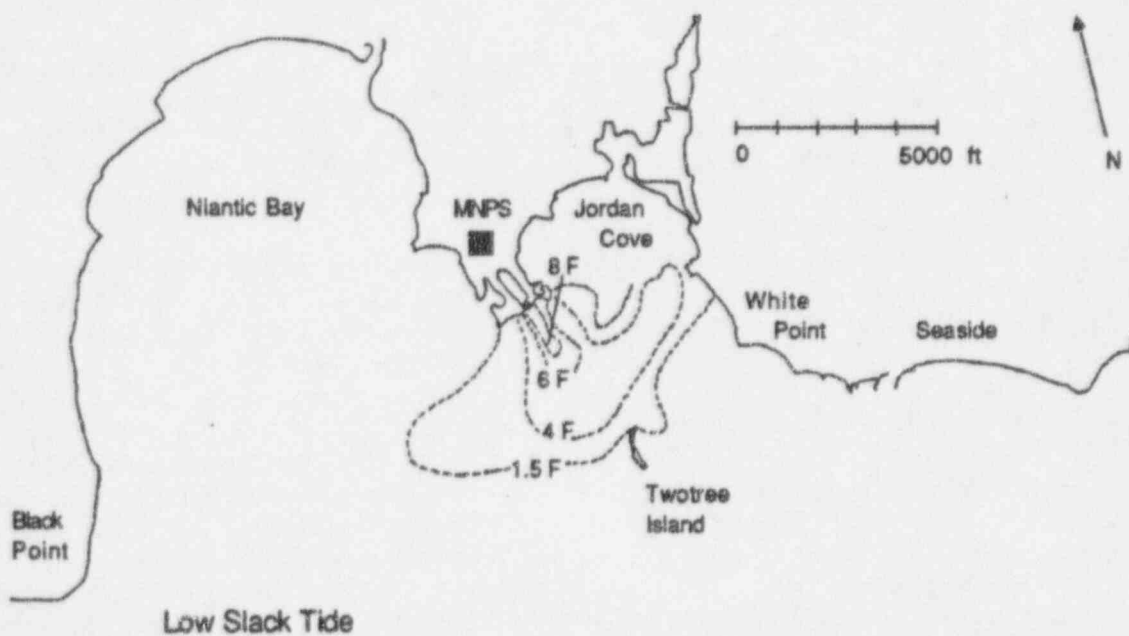 0 5000 ft
N
Niantic Bay
MNPS
Jordan
Cove
8 F
White
Point
Seaside
6 F
4 F
1.5 F
Twotree
Island
Black
Point
Low Slack Tide